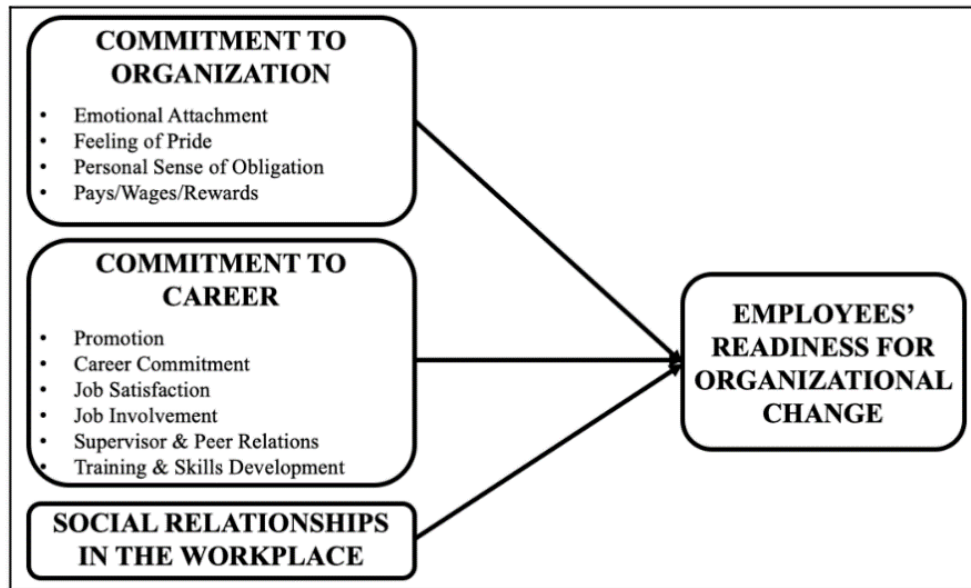 COMMITMENT TO
ORGANIZATION
• Emotional Attachment
• Feeling of Pride
• Personal Sense of Obligation
• Pays/Wages/Rewards
COMMITMENT TO
CAREER
• Promotion
• Career Commitment
• Job Satisfaction
• Job Involvement
• Supervisor & Peer Relations
• Training & Skills Development
SOCIAL RELATIONSHIPS
IN THE WORKPLACE
EMPLOYEES’
READINESS FOR
ORGANIZATIONAL
CHANGE